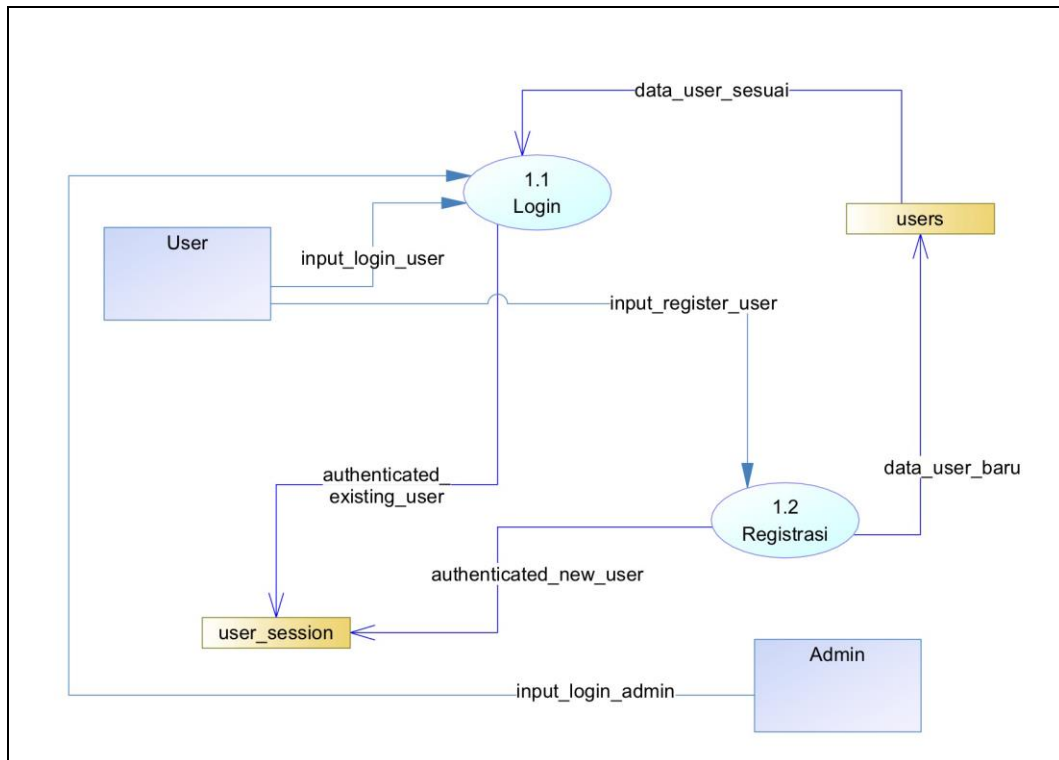 data_user_sesuai
1.1
Login
users
User
input_login_user
input_register_user
authenticated_
existing_user
data_user_baru
1.2
Registrasi
authenticated_new_user
user_session
Admin
input_login_admin